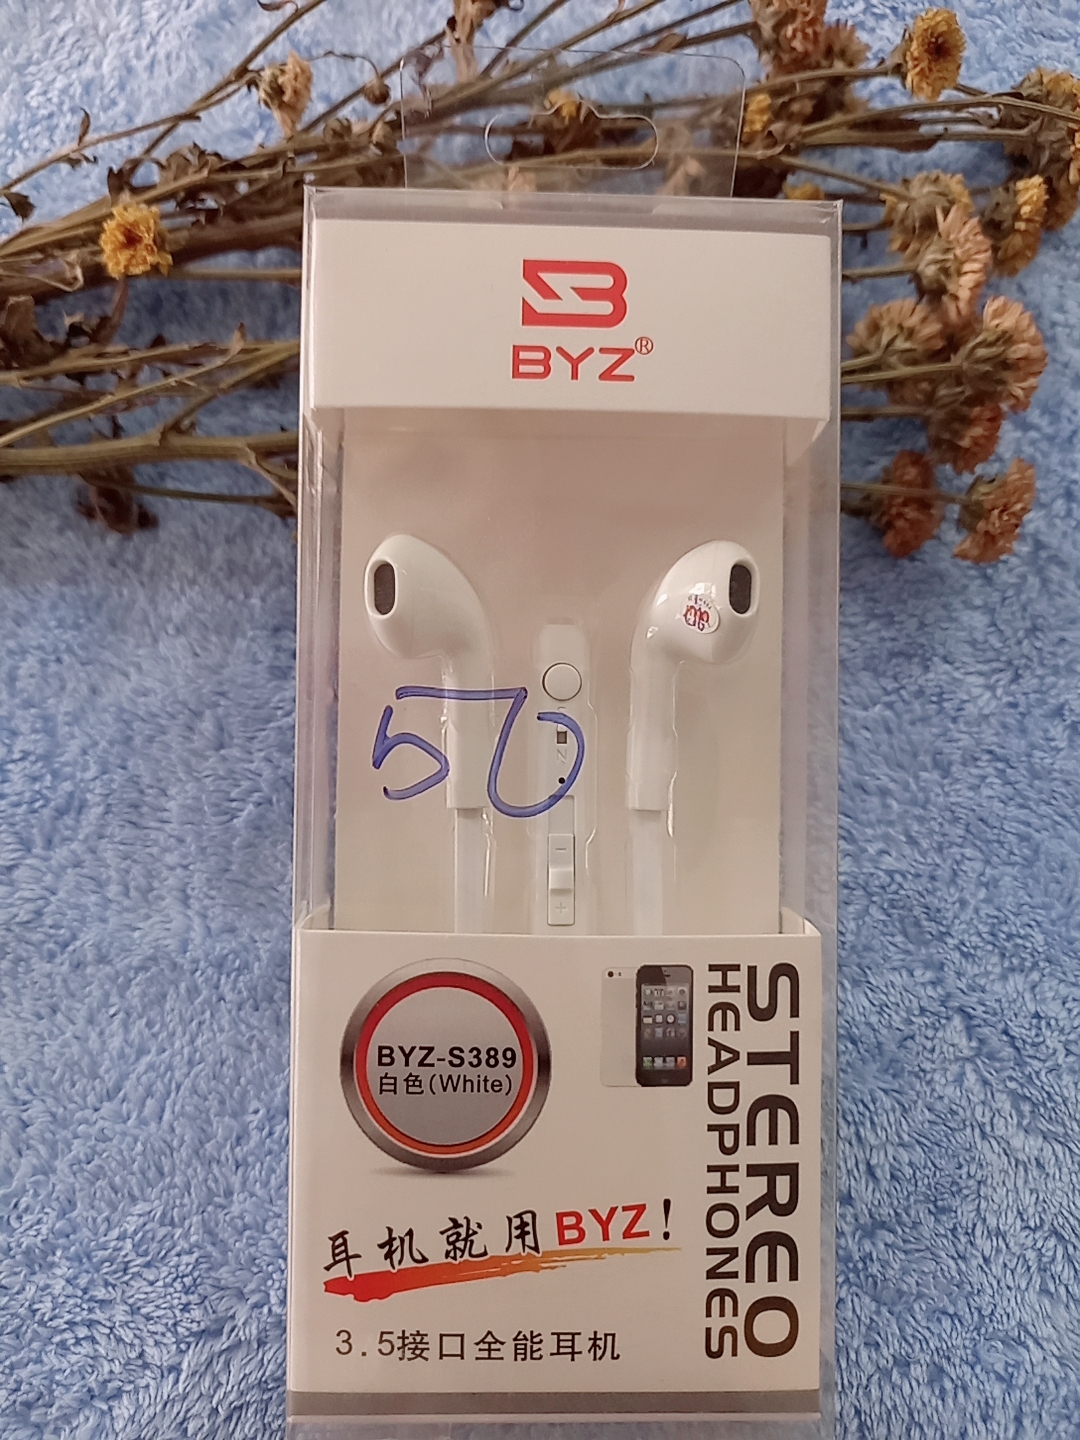 BYZ®
50
BYZ-S389
白色(White)
STEREO
HEADPHONES
耳机就用BYZ!
3.5接口全能耳机